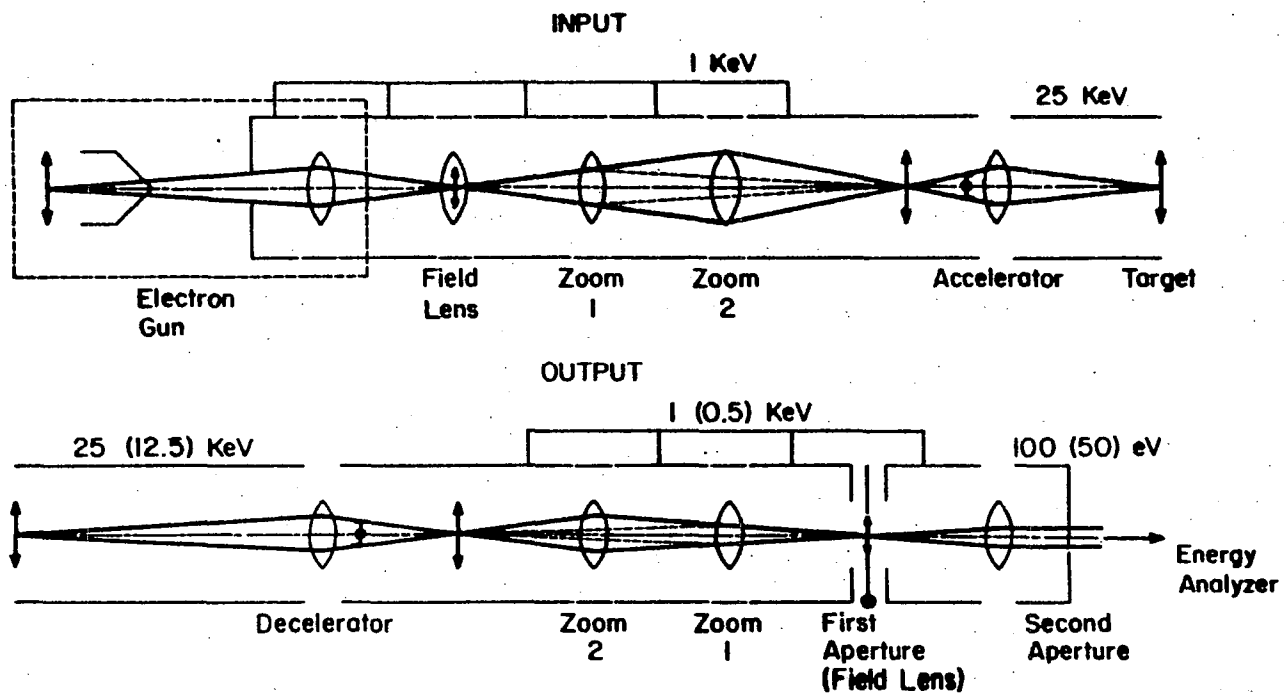 INPUT
1 KeV
25 KeV
Electron
Gun
Field
Lens
Zoom
1
Zoom
2
Accelerator
Target
OUTPUT
25 (12.5) KeV
1 (0.5) KeV
100 (50) eV
Energy
Analyzer
Decelerator
Zoom
2
Zoom
1
First
Aperture
(Field Lens)
Second
Aperture